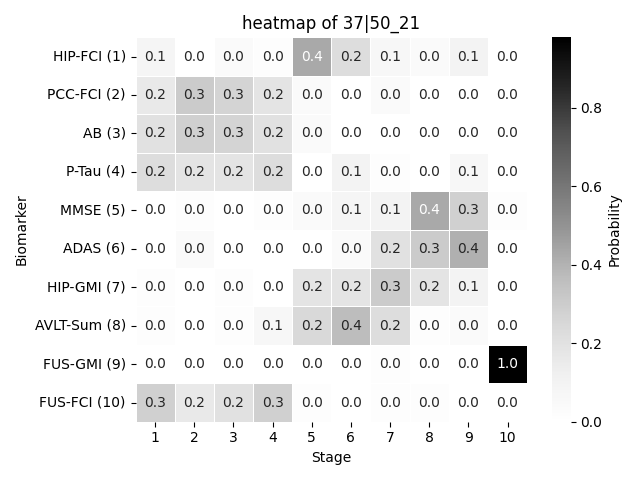 heatmap of 37|50_21
HIP-FCI (1) 0.1 0.0 0.0 0.0 0.4 0.2 0.1 0.0 0.1 0.0
PCC-FCI (2) 0.2 0.3 0.3 0.2 0.0 0.0 0.0 0.0 0.0 0.0
AB (3) 0.2 0.3 0.3 0.2 0.0 0.0 0.0 0.0 0.0 0.0
P-Tau (4) 0.2 0.2 0.2 0.2 0.0 0.1 0.0 0.0 0.1 0.0
MMSE (5) 0.0 0.0 0.0 0.0 0.0 0.1 0.1 0.4 0.3 0.0
ADAS (6) 0.0 0.0 0.0 0.0 0.0 0.0 0.2 0.3 0.4 0.0
HIP-GMI (7) 0.0 0.0 0.0 0.0 0.2 0.2 0.3 0.2 0.1 0.0
AVLT-Sum (8) 0.0 0.0 0.0 0.1 0.2 0.4 0.2 0.0 0.0 0.0
FUS-GMI (9) 0.0 0.0 0.0 0.0 0.0 0.0 0.0 0.0 0.0 1.0
FUS-FCI (10) 0.3 0.2 0.2 0.3 0.0 0.0 0.0 0.0 0.0 0.0
1 2 3 4 5 6 7 8 9 10
Stage
Biomarker
0.8
0.6
0.4
0.2
0.0
Probability